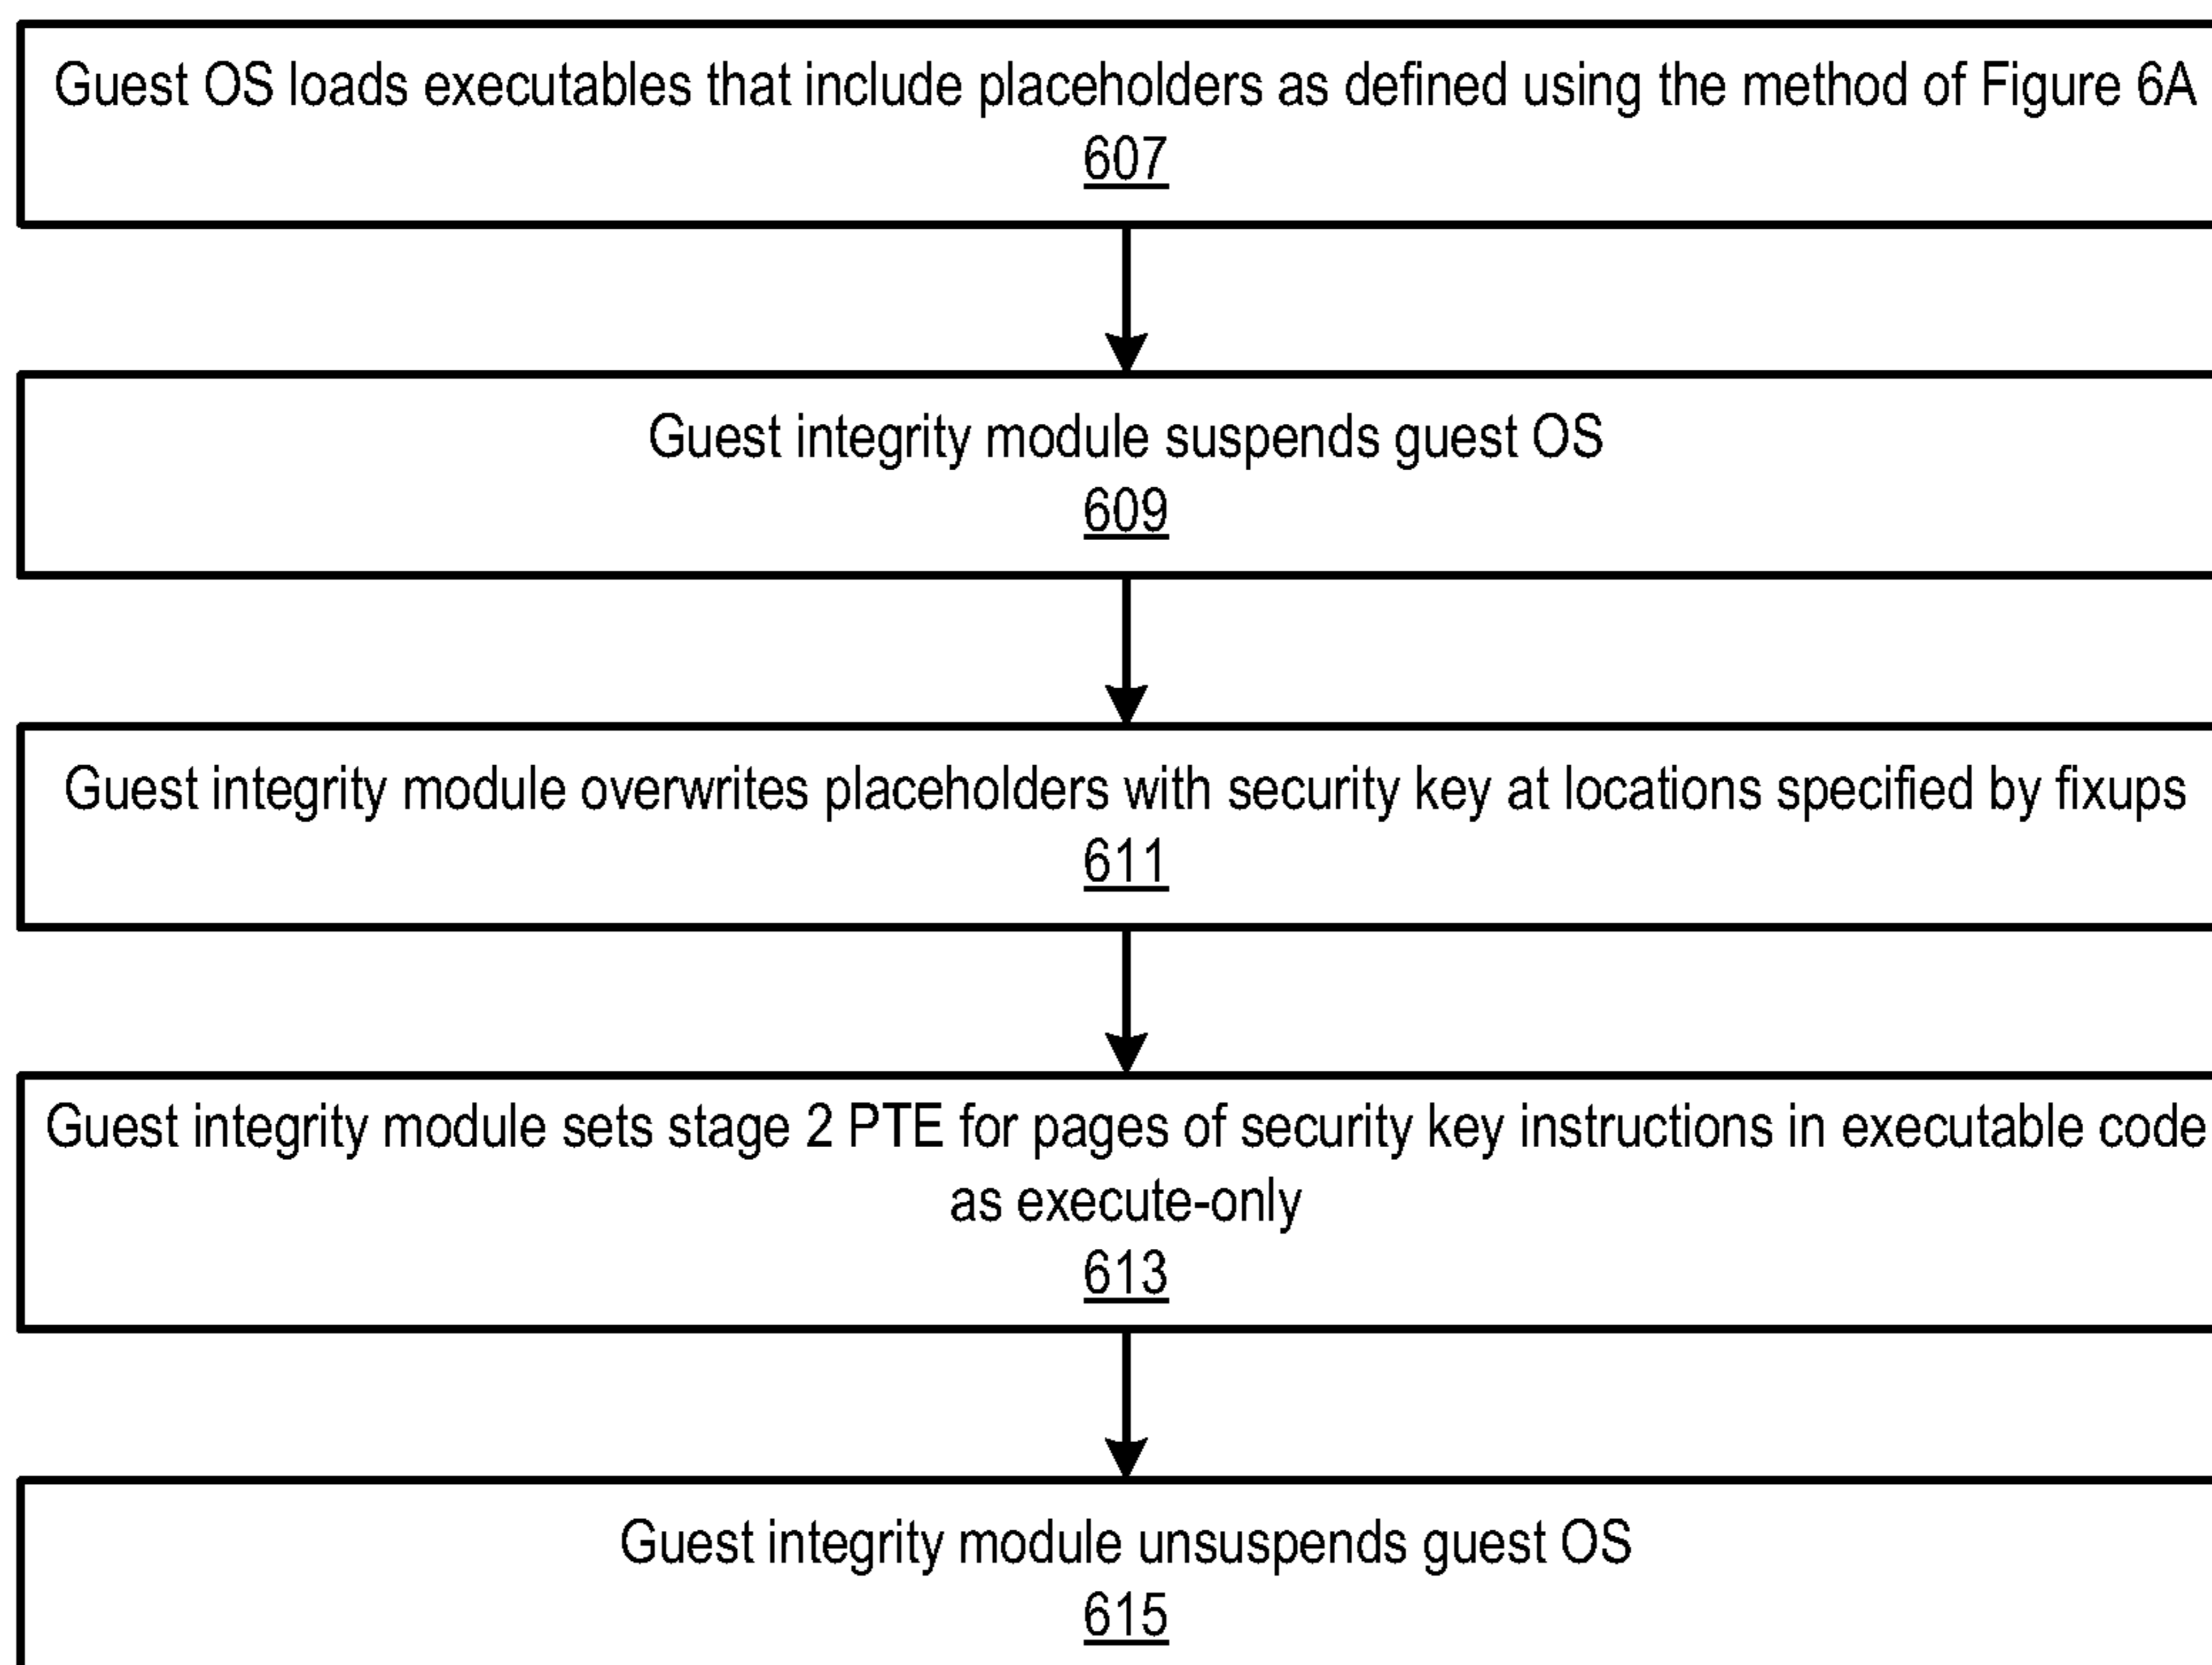 Guest OS loads executables that include placeholders as defined using the method of Figure 6A
607
Guest integrity module suspends guest OS
609
Guest integrity module overwrites placeholders with security key at locations specified by fixups
611
Guest integrity module sets stage 2 PTE for pages of security key instructions in executable code
as execute-only
613
Guest integrity module unsuspends guest OS
615